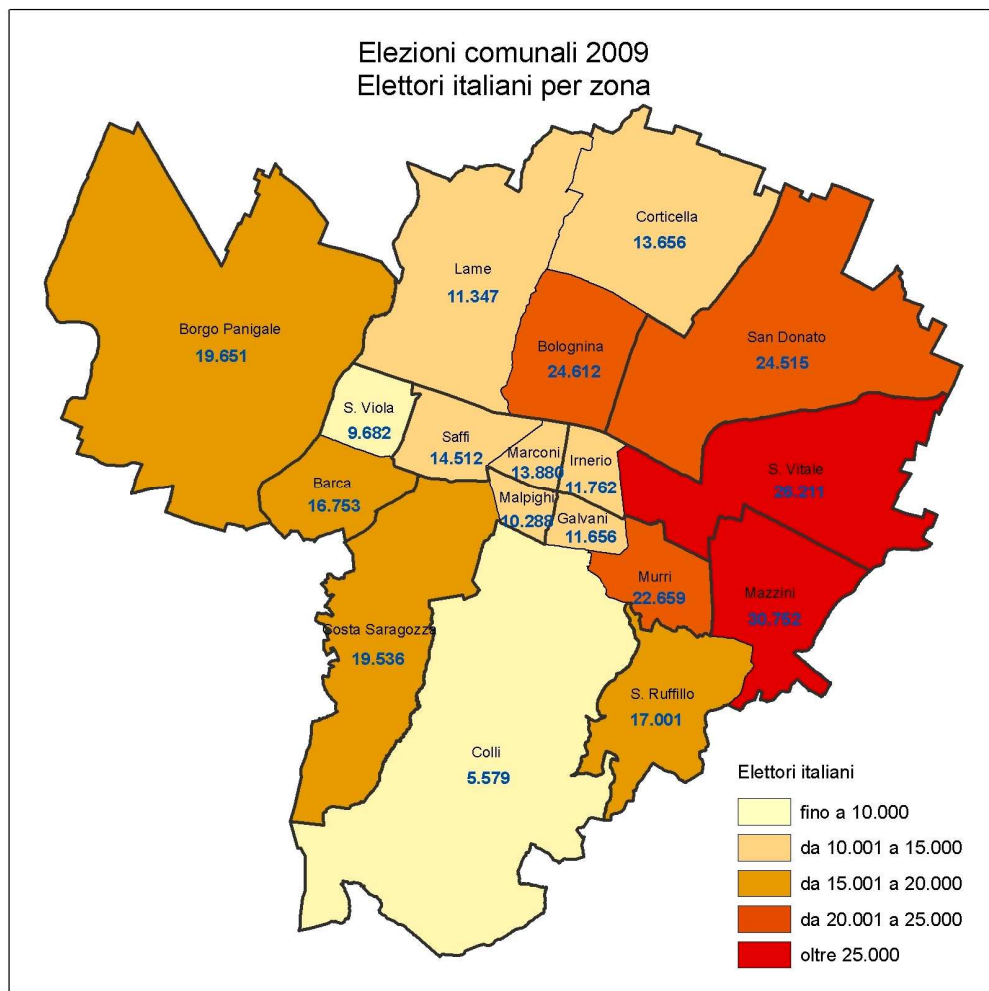 Elezioni comunali 2009
Elettori italiani per zona
Corticella
13.656
Lame
11.347
Borgo Panigale
19.651
Bolognina
24.612
San Donato
24.515
S. Viola
9.682
Saffi
14.512
Marconi
13.880
Irnerio
11.762
S. Vitale
26.211
Barca
16.753
Malpighi
10.288
Galvani
11.656
Murri
22.659
Mazzini
30.752
Costa Saragozza
19.536
S. Ruffillo
17.001
Colli
5.579
Elettori italiani
fino a 10.000
da 10.001 a 15.000
da 15.001 a 20.000
da 20.001 a 25.000
oltre 25.000